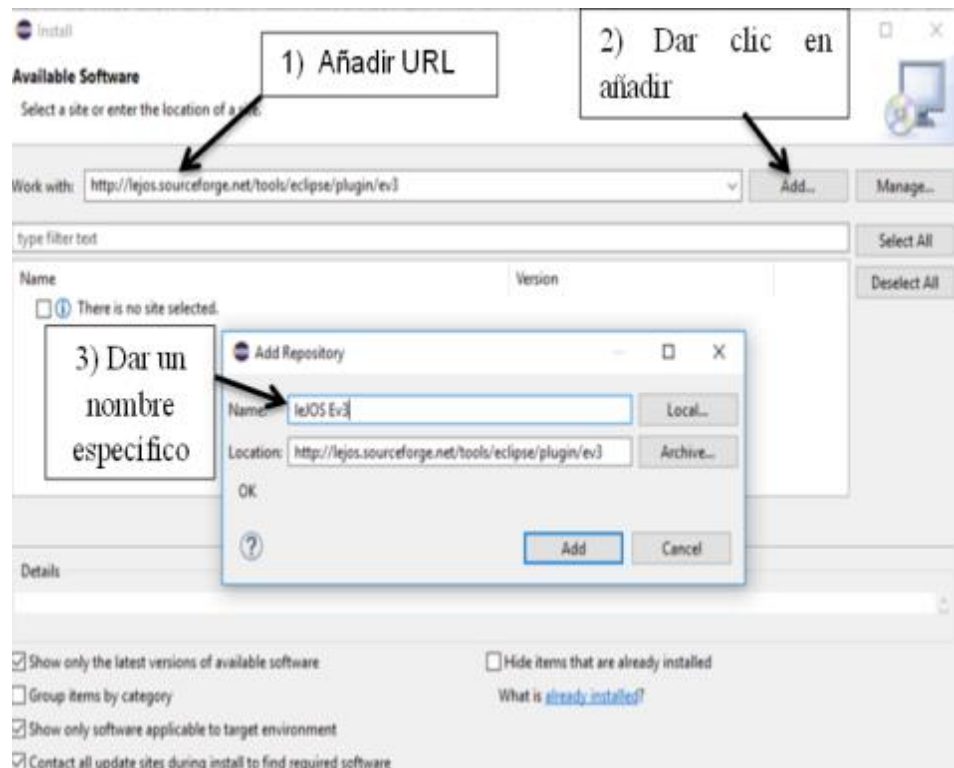 Install
1) Añadir URL
2) Dar clic en
añadir
Available Software
Select a site or enter the location of a site.
Work with: http://lejos.sourceforge.net/tools/eclipse/plugin/ev3 Add... Manage...
type filter text Select All
Name Version Deselect All
There is no site selected.
3) Dar un
nombre
específico
Add Repository
Name: leJOS Ev3 Local...
Location: http://lejos.sourceforge.net/tools/eclipse/plugin/ev3 Archive...
OK
? Add Cancel
Details
Show only the latest versions of available software Hide items that are already installed
Group items by category What is already installed?
Show only software applicable to target environment
Contact all update sites during install to find required software